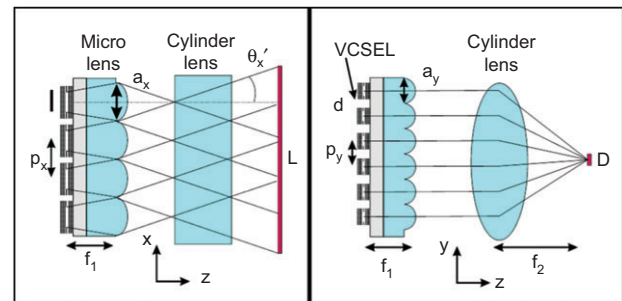 Micro
lens
Cylinder
lens
θx′
ax
px
L
f1
x
z
VCSEL
Cylinder
lens
ay
d
py
D
f1
y
z
f2